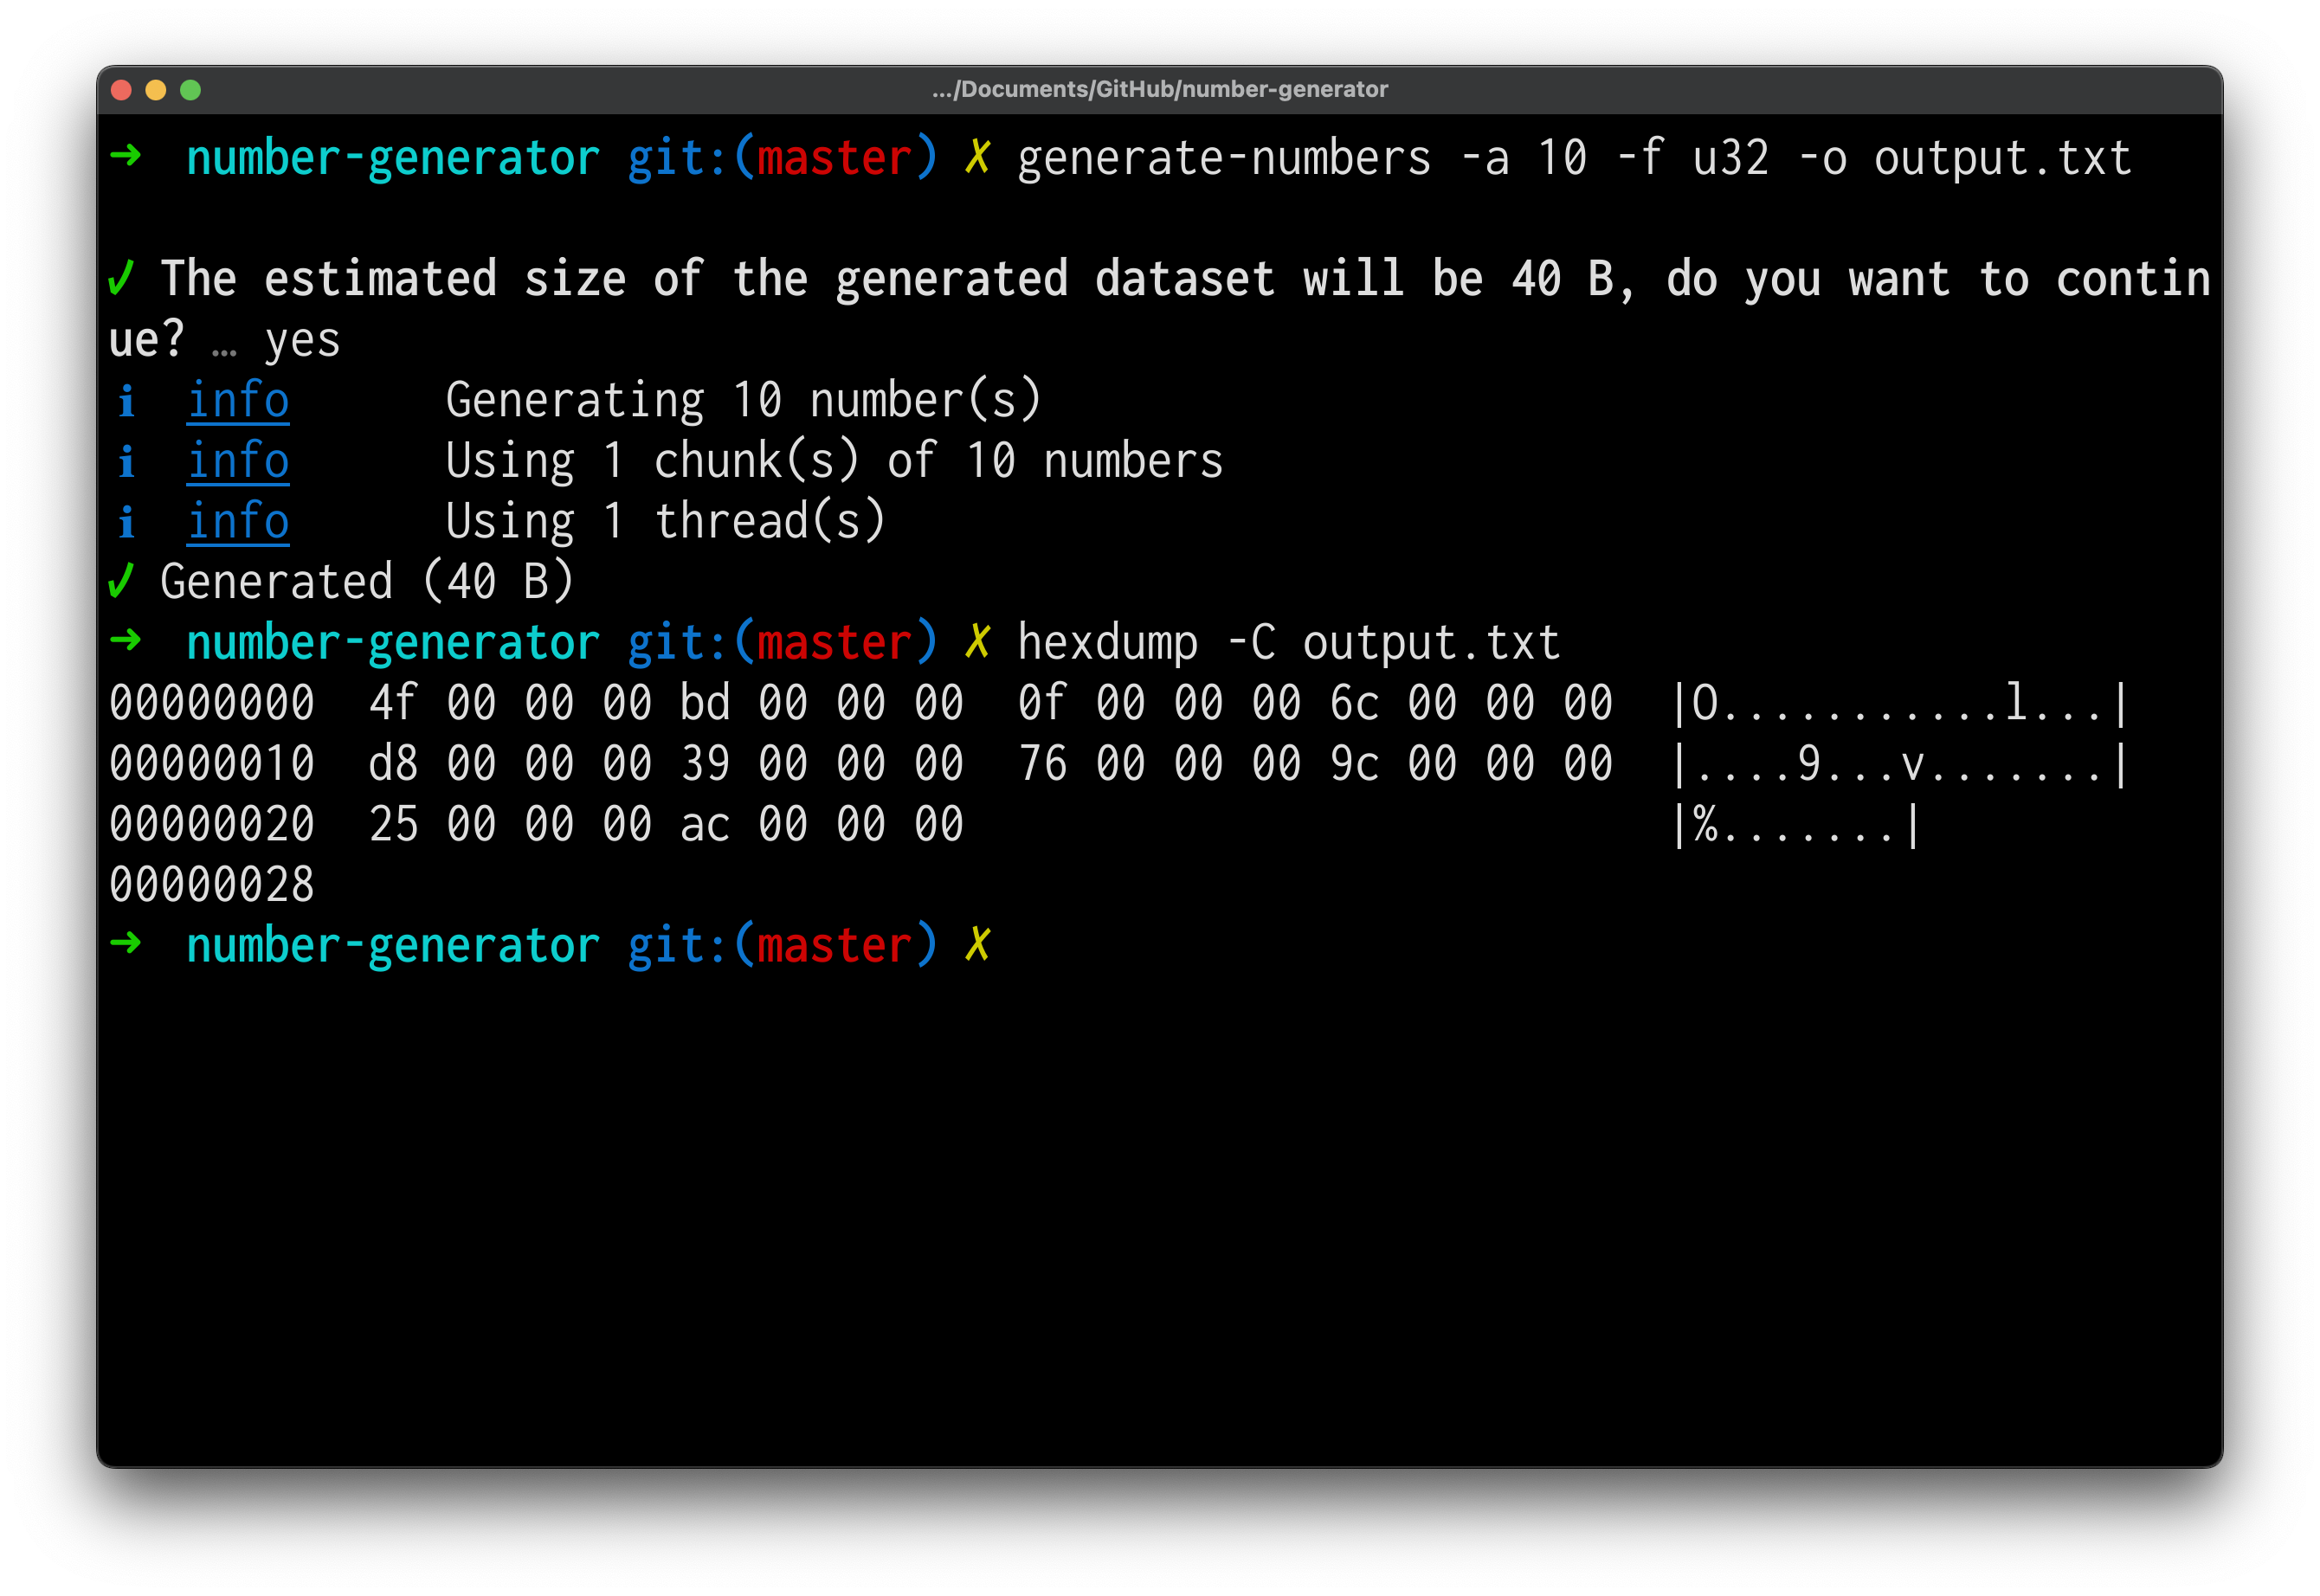 .../Documents/GitHub/number-generator
➜  number-generator git:(master) ✗ generate-numbers -a 10 -f u32 -o output.txt
✓ The estimated size of the generated dataset will be 40 B, do you want to contin
ue? … yes
ℹ  info      Generating 10 number(s)
ℹ  info      Using 1 chunk(s) of 10 numbers
ℹ  info      Using 1 thread(s)
✓ Generated (40 B)
➜  number-generator git:(master) ✗ hexdump -C output.txt
00000000  4f 00 00 00 bd 00 00 00  0f 00 00 00 6c 00 00 00  |O...........l...|
00000010  d8 00 00 00 39 00 00 00  76 00 00 00 9c 00 00 00  |....9...v.......|
00000020  25 00 00 00 ac 00 00 00                           |%.......|
00000028
➜  number-generator git:(master) ✗